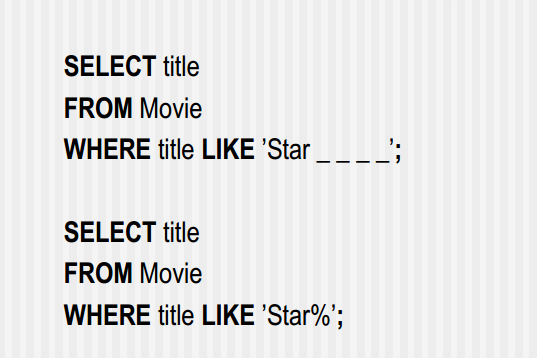 SELECT title
FROM Movie
WHERE title LIKE ’Star _ _ _ _’;
SELECT title
FROM Movie
WHERE title LIKE ’Star%’;